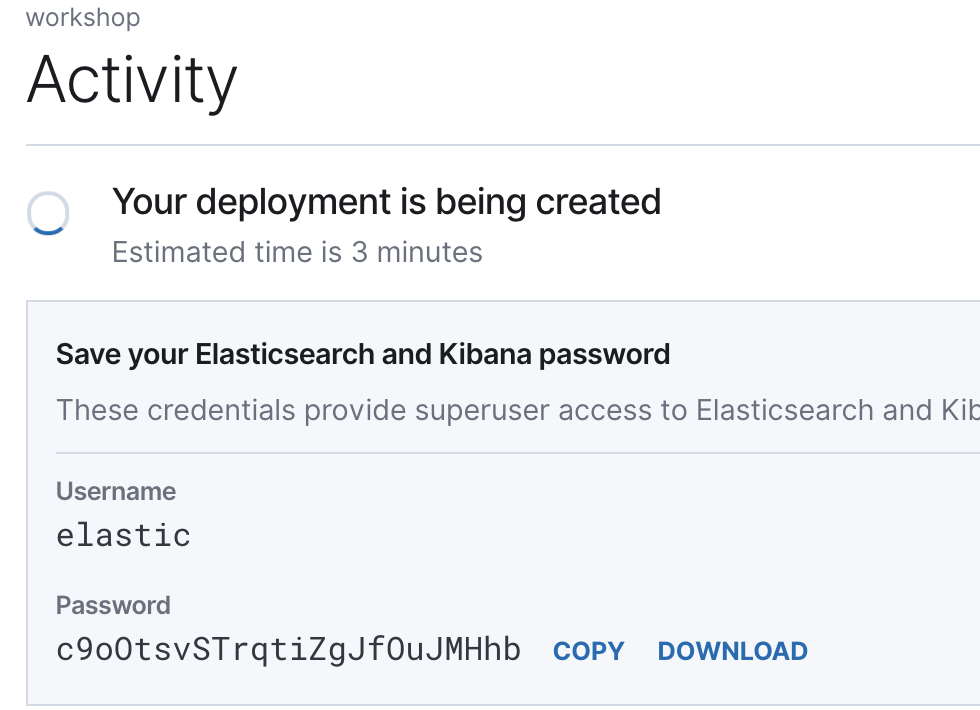 workshop
Activity
Your deployment is being created
Estimated time is 3 minutes
Save your Elasticsearch and Kibana password
These credentials provide superuser access to Elasticsearch and Kib
Username
elastic
Password
c9oOtsvSTrqtiZgJfOuJMHhb COPY DOWNLOAD